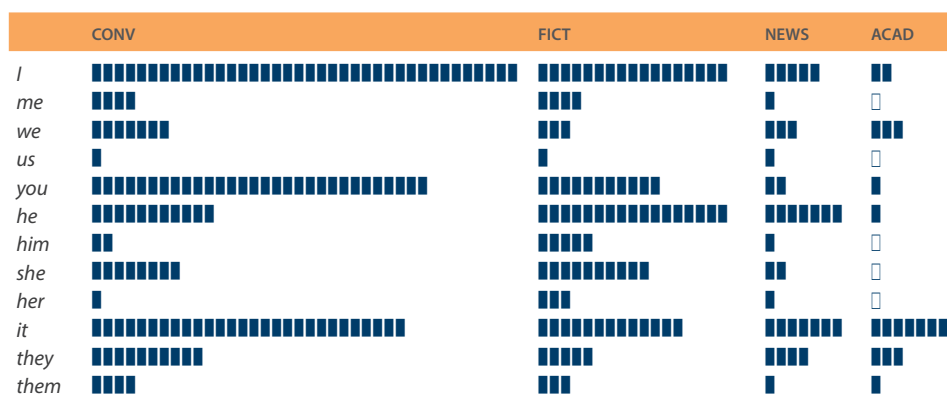 CONV FICT NEWS ACAD
I
me
we
us
you
he
him
she
her
it
they
them